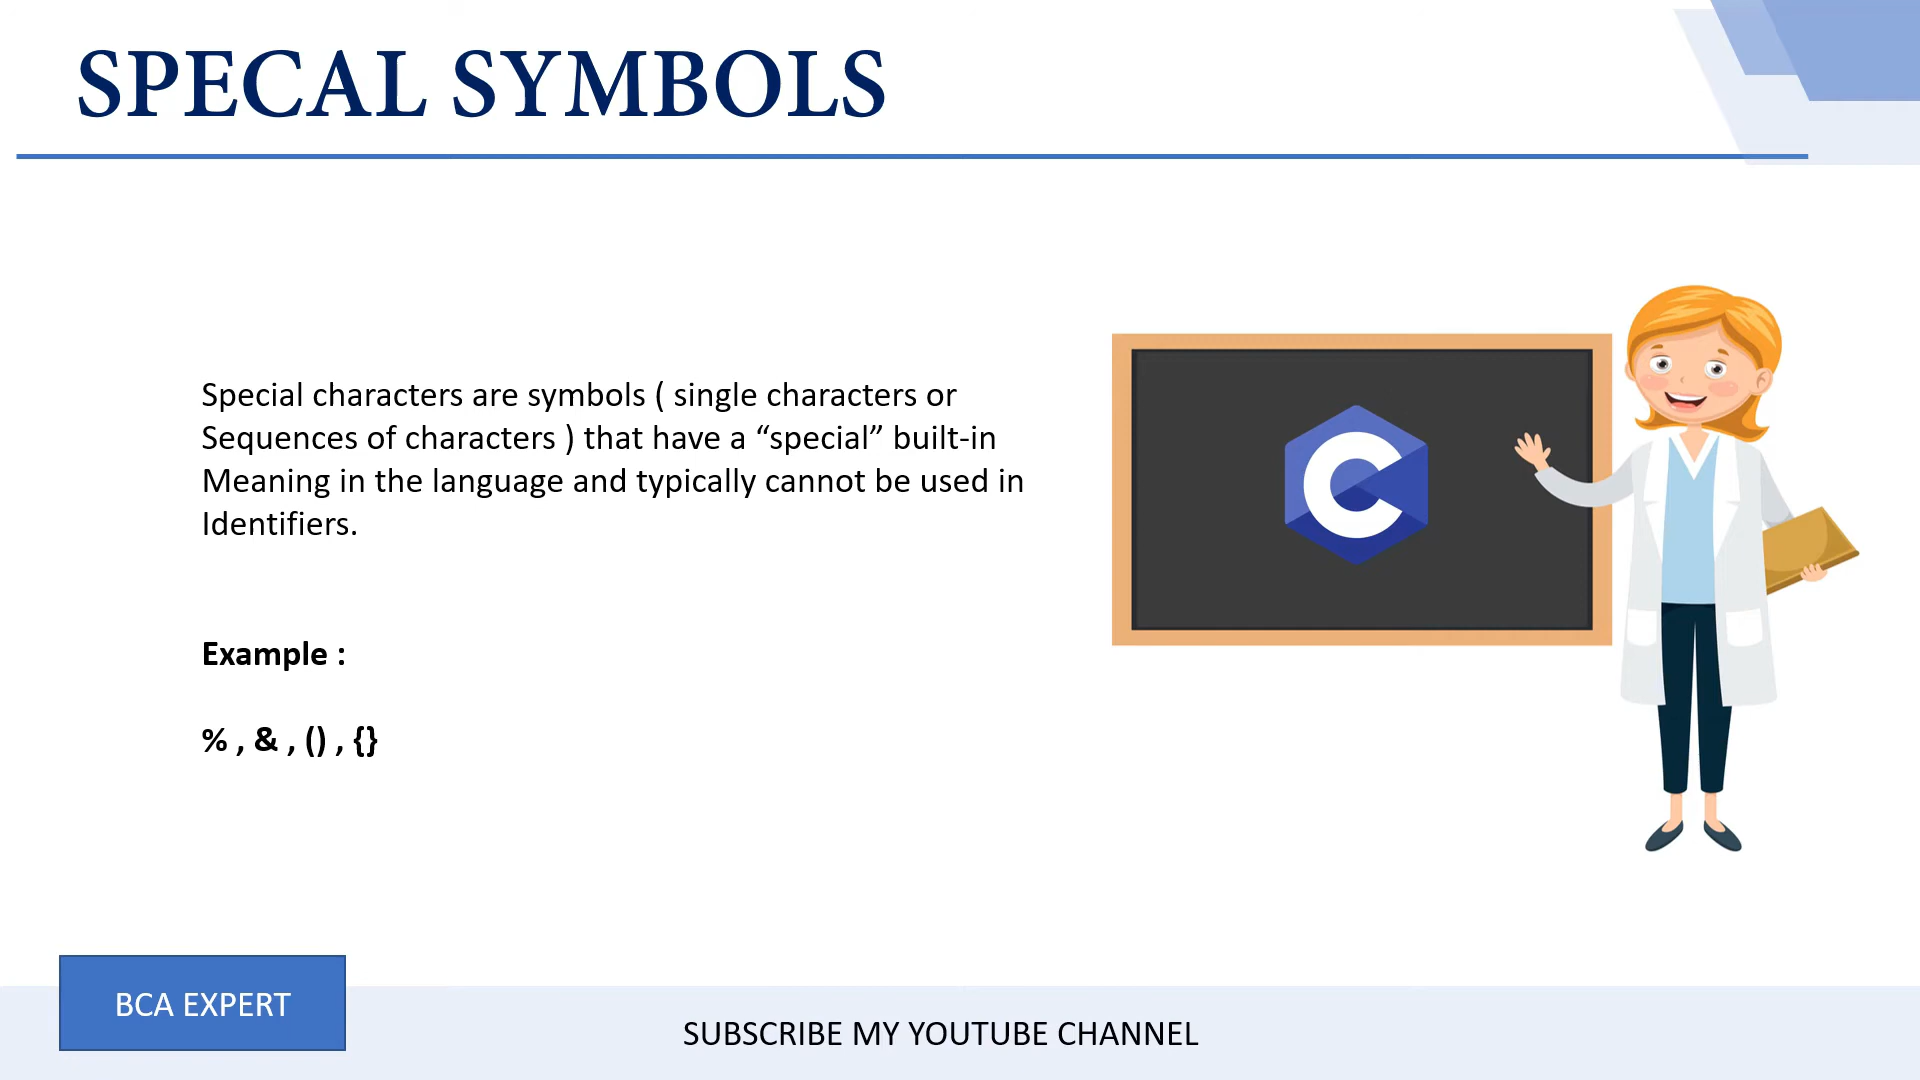 SPECAL SYMBOLS
Special characters are symbols ( single characters or
Sequences of characters ) that have a “special” built-in
Meaning in the language and typically cannot be used in
Identifiers.
Example :
% , & , () , {}
C
BCA EXPERT
SUBSCRIBE MY YOUTUBE CHANNEL